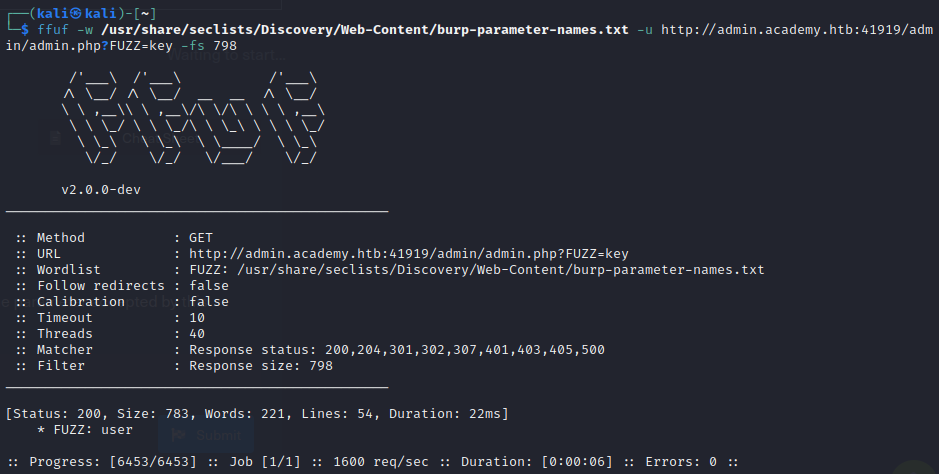 ┌──(kali㉿kali)-[~]
└─$ ffuf -w /usr/share/seclists/Discovery/Web-Content/burp-parameter-names.txt -u http://admin.academy.htb:41919/adm
in/admin.php?FUZZ=key -fs 798

        /'___\  /'___\           /'___\
       /\ \__/ /\ \__/  __  __  /\ \__/
       \ \ ,__\\ \ ,__\/\ \/\ \ \ \ ,__\
        \ \ \_/ \ \ \_/\ \ \_\ \ \ \ \_/
         \ \_\   \ \_\  \ \____/  \ \_\
          \/_/    \/_/   \/___/    \/_/

       v2.0.0-dev
________________________________________________

 :: Method           : GET
 :: URL              : http://admin.academy.htb:41919/admin/admin.php?FUZZ=key
 :: Wordlist         : FUZZ: /usr/share/seclists/Discovery/Web-Content/burp-parameter-names.txt
 :: Follow redirects : false
 :: Calibration      : false
 :: Timeout          : 10
 :: Threads          : 40
 :: Matcher          : Response status: 200,204,301,302,307,401,403,405,500
 :: Filter           : Response size: 798
________________________________________________

[Status: 200, Size: 783, Words: 221, Lines: 54, Duration: 22ms]
    * FUZZ: user

Submit
:: Progress: [6453/6453] :: Job [1/1] :: 1600 req/sec :: Duration: [0:00:06] :: Errors: 0 ::